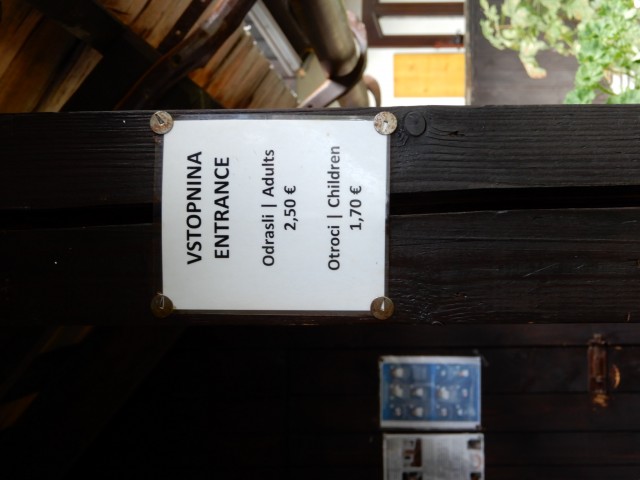 VSTOPNINA
ENTRANCE
Odrasli | Adults
2,50 €
Otroci | Children
1,70 €